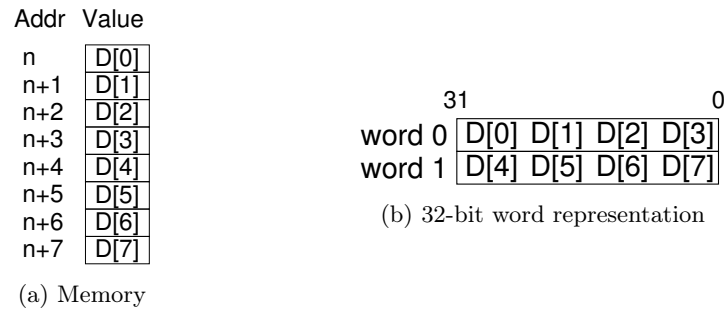 Addr Value
n D[0]
n+1 D[1]
n+2 D[2]
n+3 D[3]
n+4 D[4]
n+5 D[5]
n+6 D[6]
n+7 D[7]
(a) Memory
31 0
word 0 D[0] D[1] D[2] D[3]
word 1 D[4] D[5] D[6] D[7]
(b) 32-bit word representation